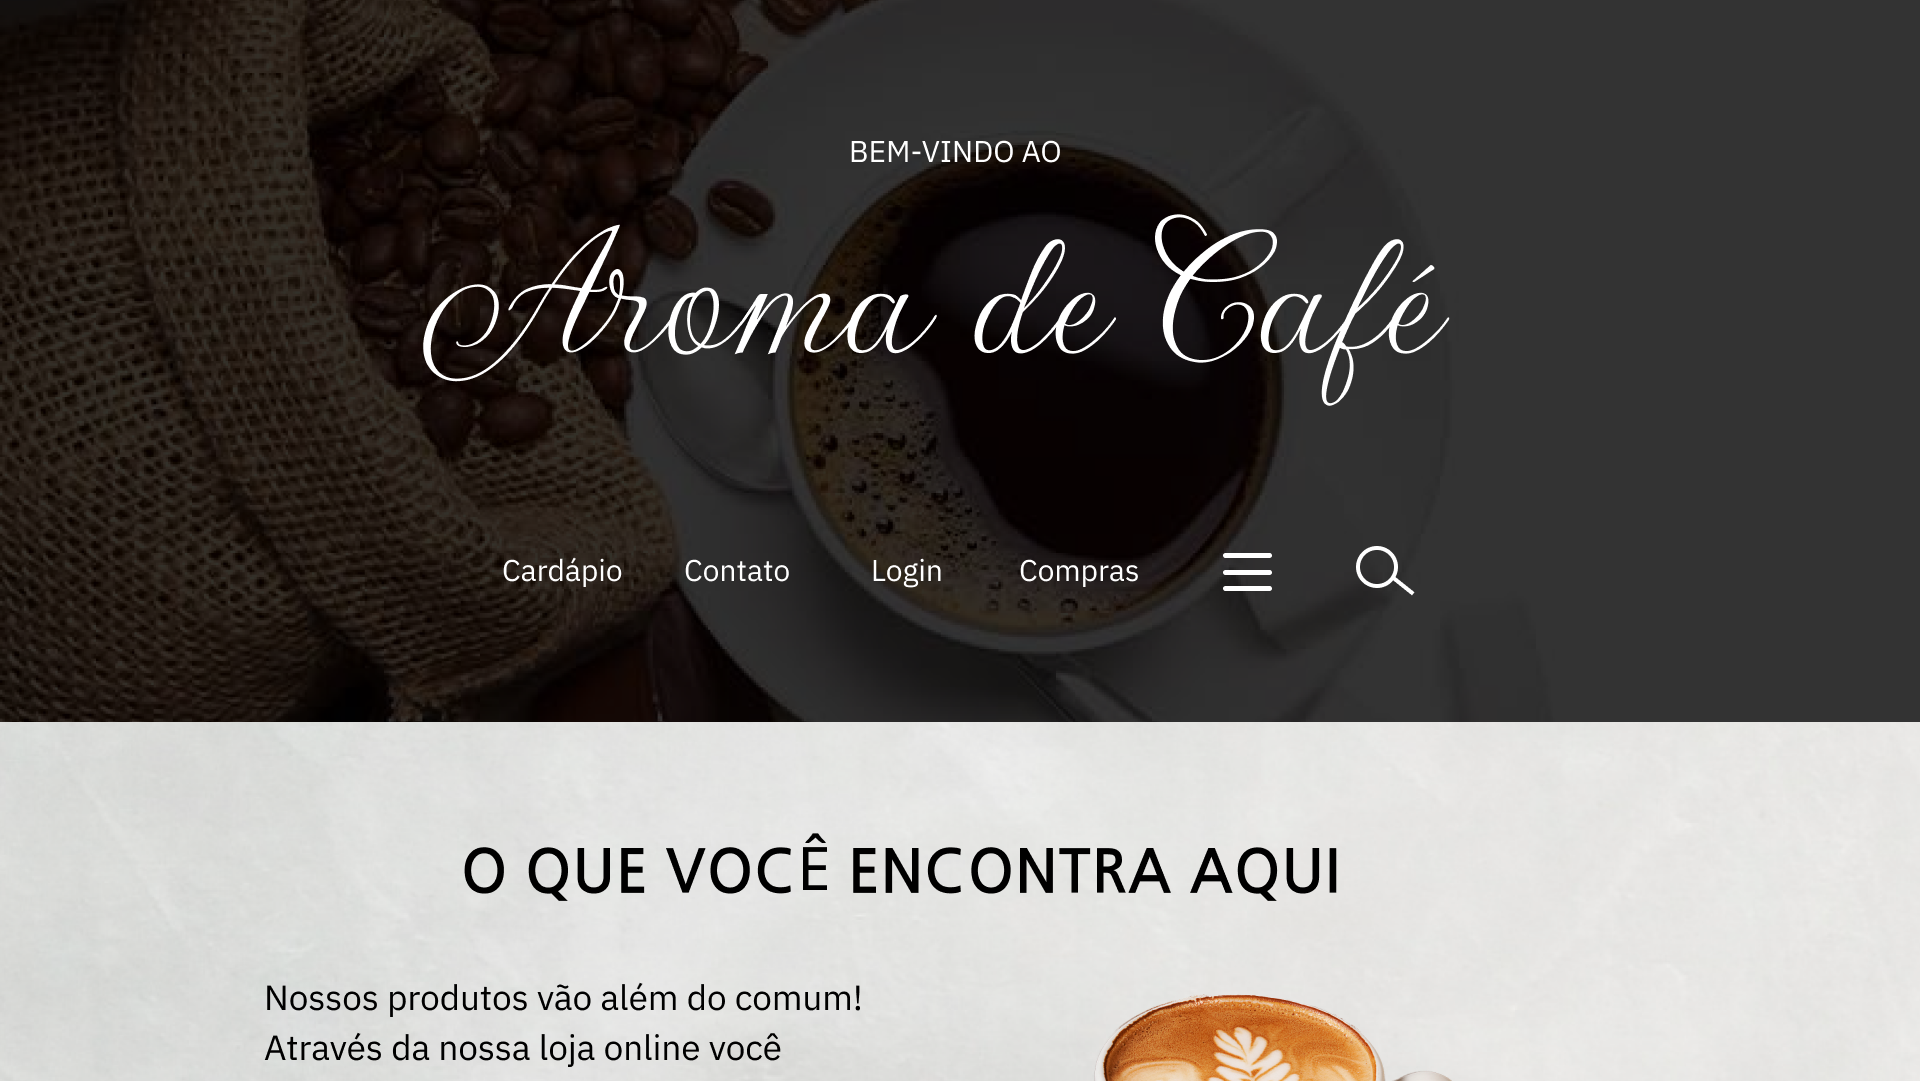 BEM-VINDO AO
Aroma de Café
Cardápio Contato Login Compras
O QUE VOCÊ ENCONTRA AQUI
Nossos produtos vão além do comum!
Através da nossa loja online você